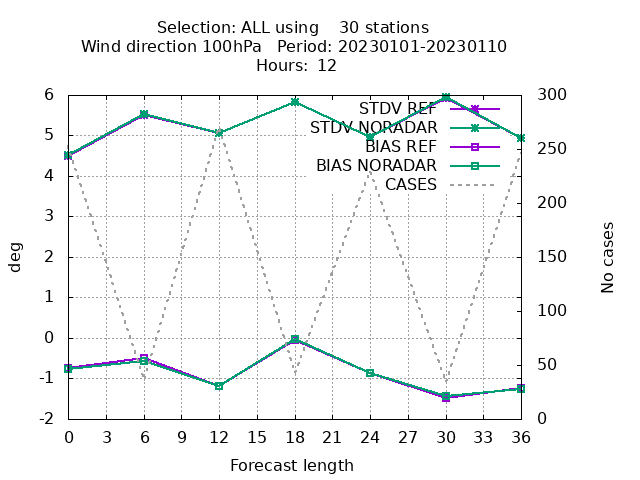 Selection: ALL using    30 stations
Wind direction 100hPa   Period: 20230101-20230110
Hours: 12
STDV REF
STDV NORADAR
BIAS REF
BIAS NORADAR
CASES
6
5
4
3
2
1
0
-1
-2
deg
300
250
200
150
100
50
0
No cases
0 3 6 9 12 15 18 21 24 27 30 33 36
Forecast length